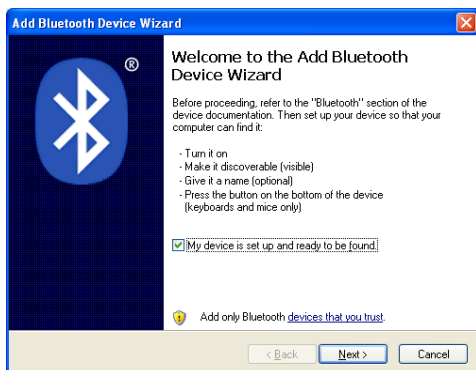 Add Bluetooth Device Wizard
®
Welcome to the Add Bluetooth
Device Wizard
Before proceeding, refer to the "Bluetooth" section of the
device documentation. Then set up your device so that your
computer can find it:
- Turn it on
- Make it discoverable (visible)
- Give it a name (optional)
- Press the button on the bottom of the device
(keyboards and mice only)
My device is set up and ready to be found.
Add only Bluetooth devices that you trust.
< Back Next > Cancel